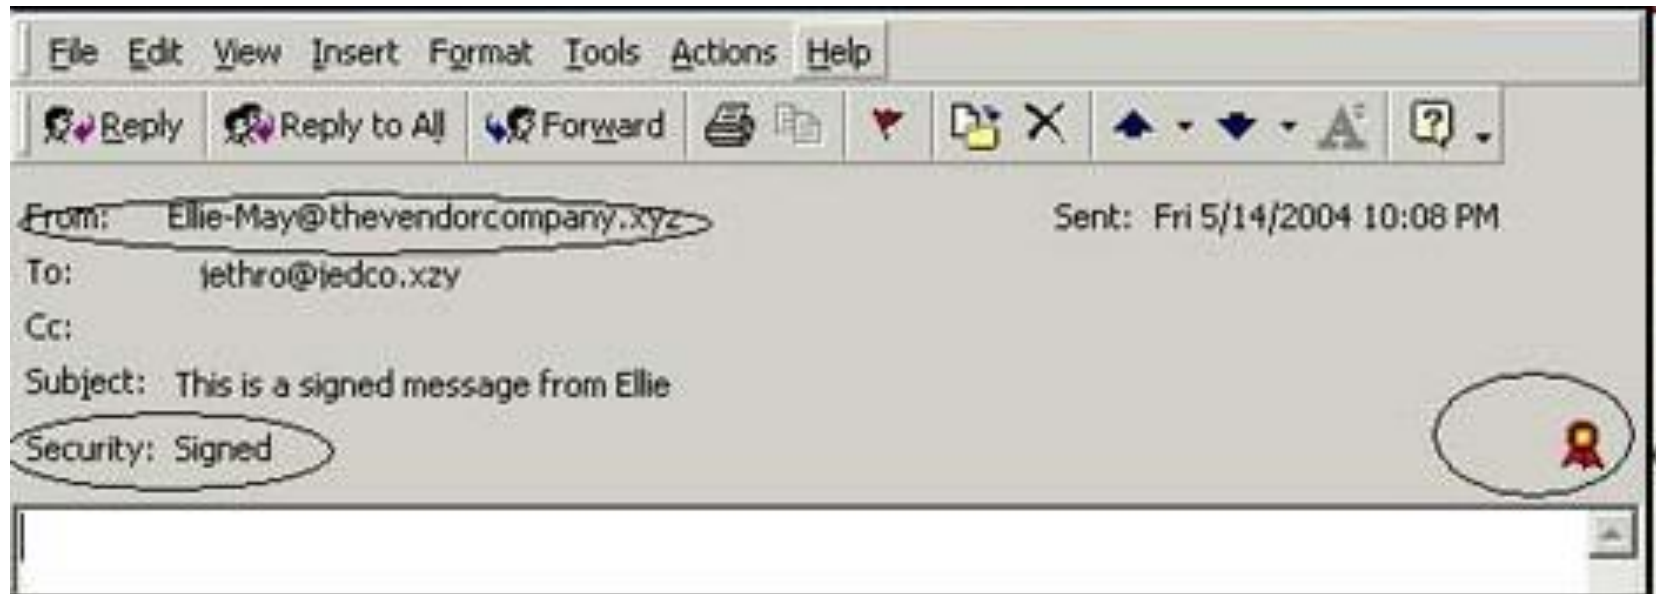 File Edit View Insert Format Tools Actions Help
Reply Reply to All Forward
From: Ellie-May@thevendorcompany.xyz Sent: Fri 5/14/2004 10:08 PM
To: jethro@jedco.xzy
Cc:
Subject: This is a signed message from Ellie
Security: Signed